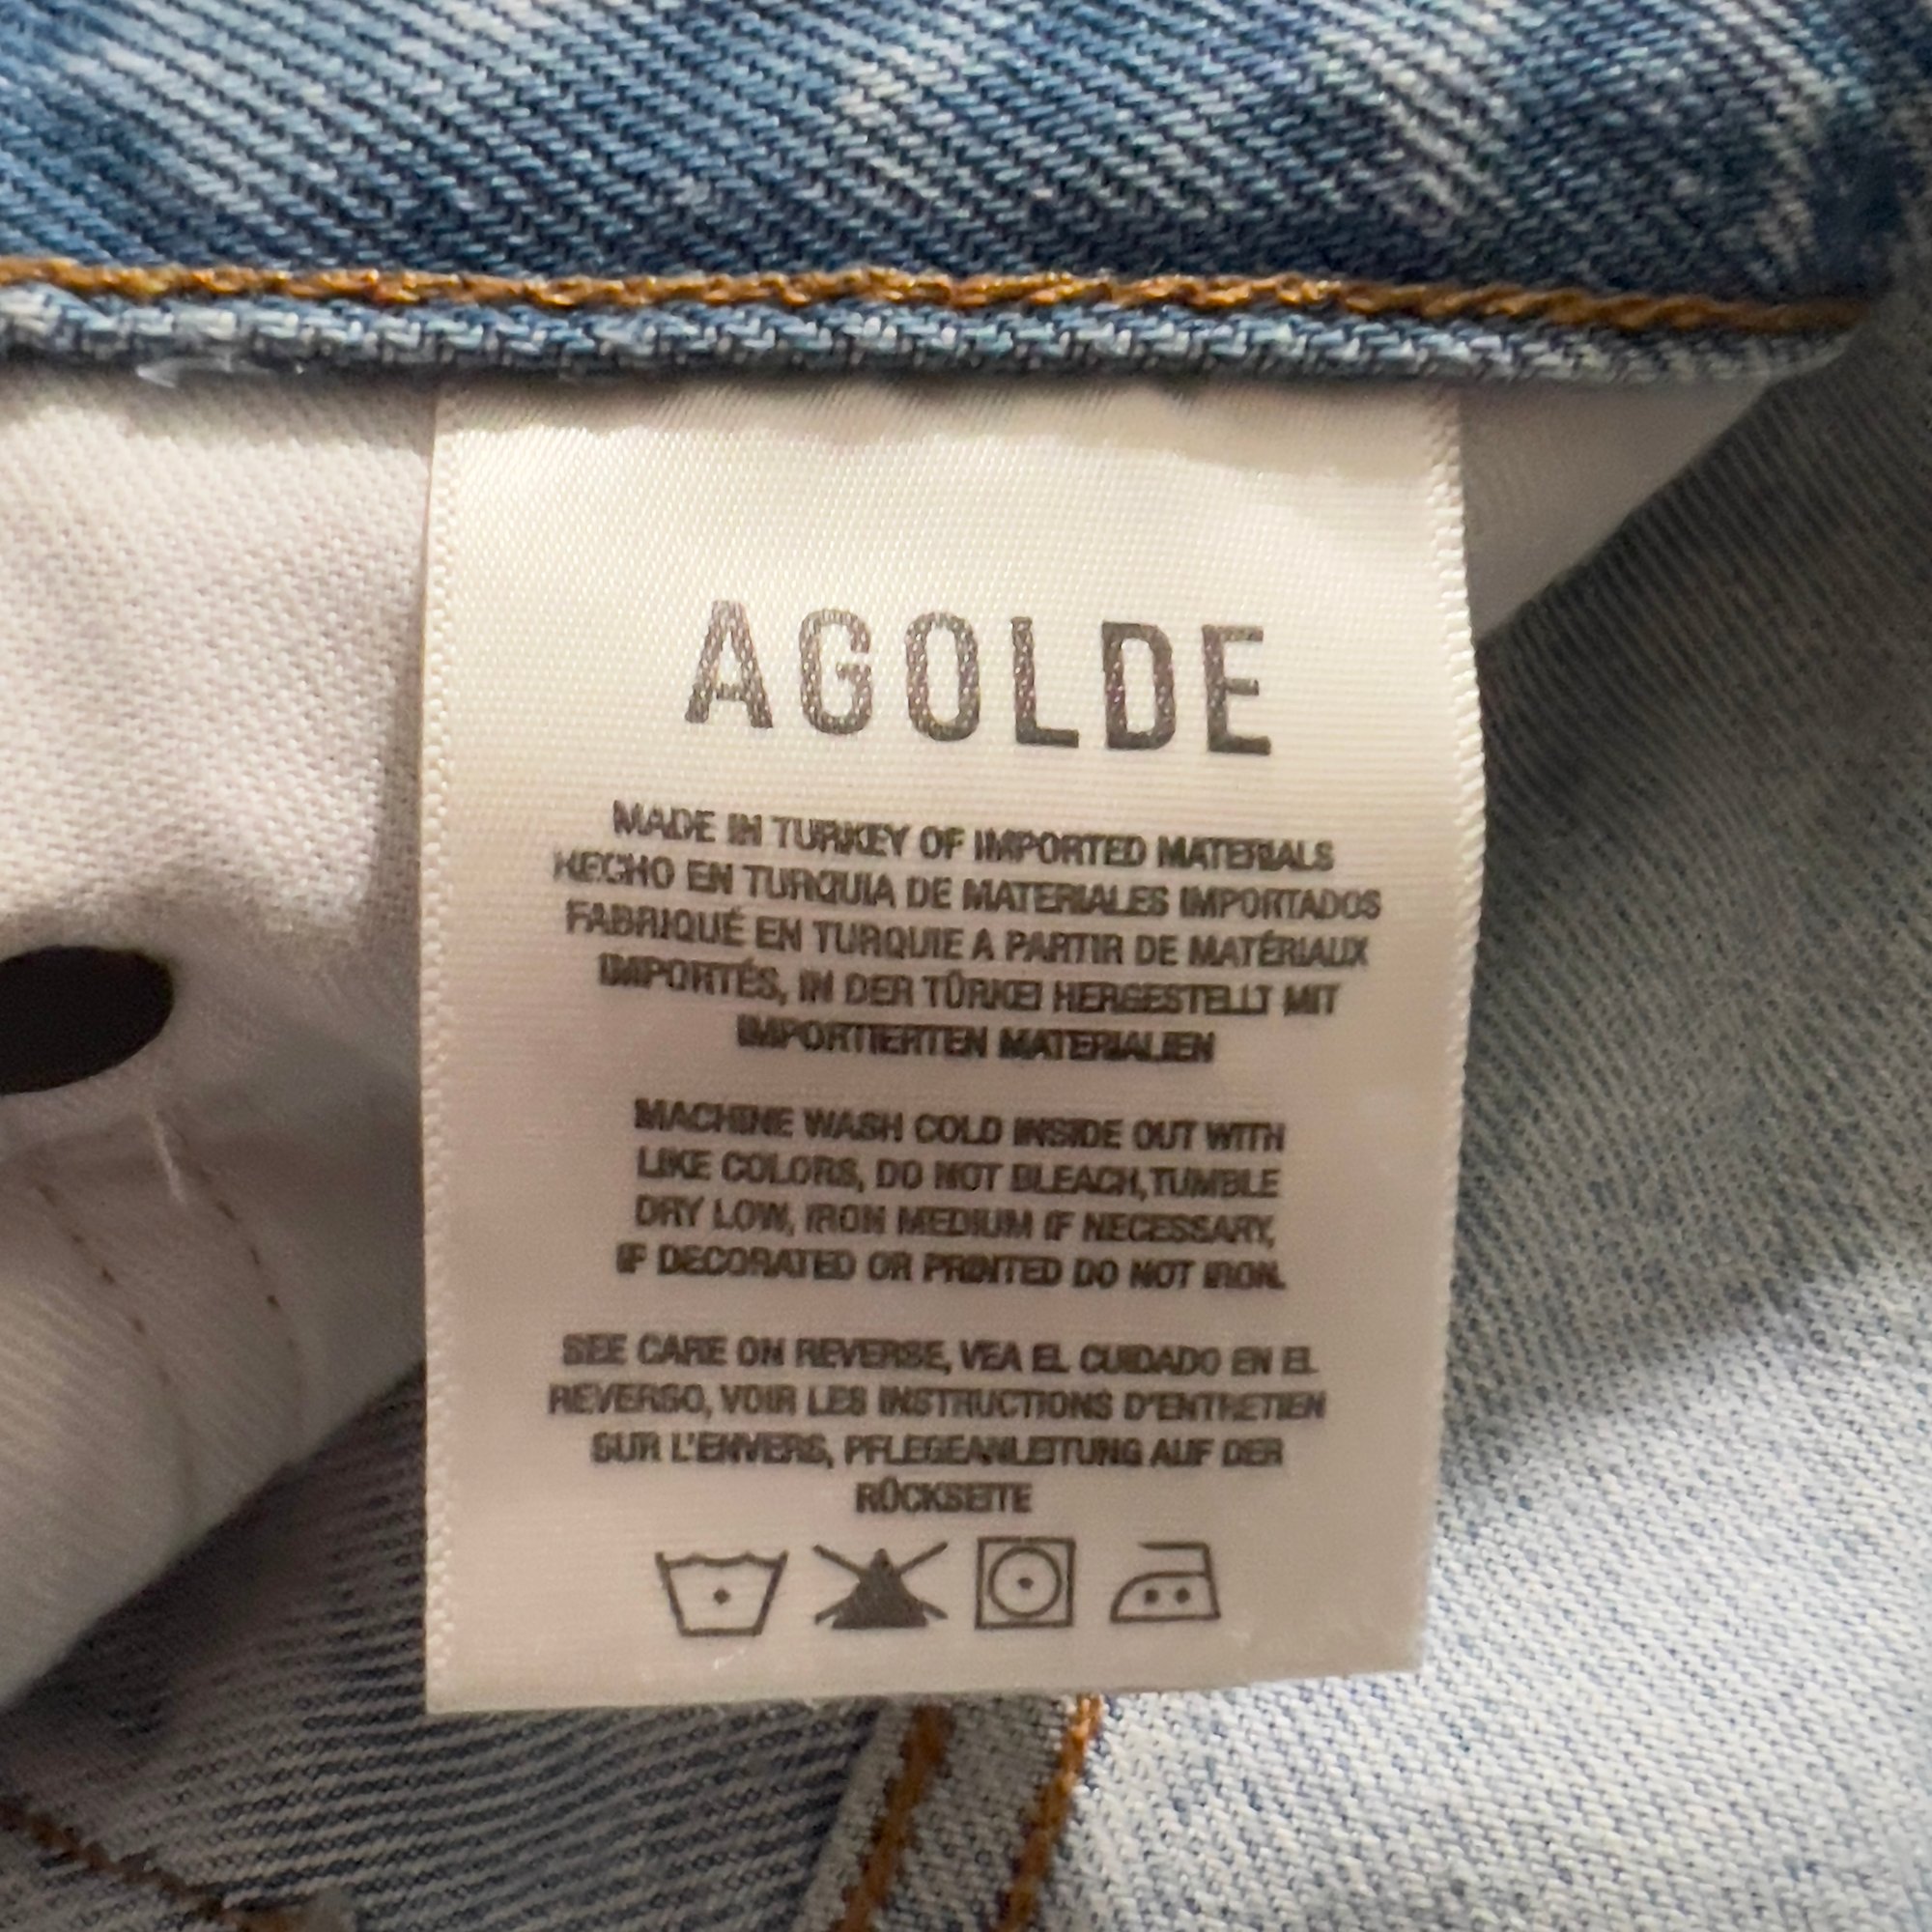 AGOLDE
MADE IN TURKEY OF IMPORTED MATERIALS
HECHO EN TURQUIA DE MATERIALES IMPORTADOS
FABRIQUÉ EN TURQUIE A PARTIR DE MATÉRIAUX
IMPORTÉS, IN DER TÜRKEI HERGESTELLT MIT
IMPORTIERTEN MATERIALIEN
MACHINE WASH COLD INSIDE OUT WITH
LIKE COLORS, DO NOT BLEACH, TUMBLE
DRY LOW, IRON MEDIUM IF NECESSARY,
IF DECORATED OR PRINTED DO NOT IRON.
SEE CARE ON REVERSE, VEA EL CUIDADO EN EL
REVERSO, VOIR LES INSTRUCTIONS D'ENTRETIEN
SUR L'ENVERS, PFLEGEANLEITUNG AUF DER
RÜCKSEITE